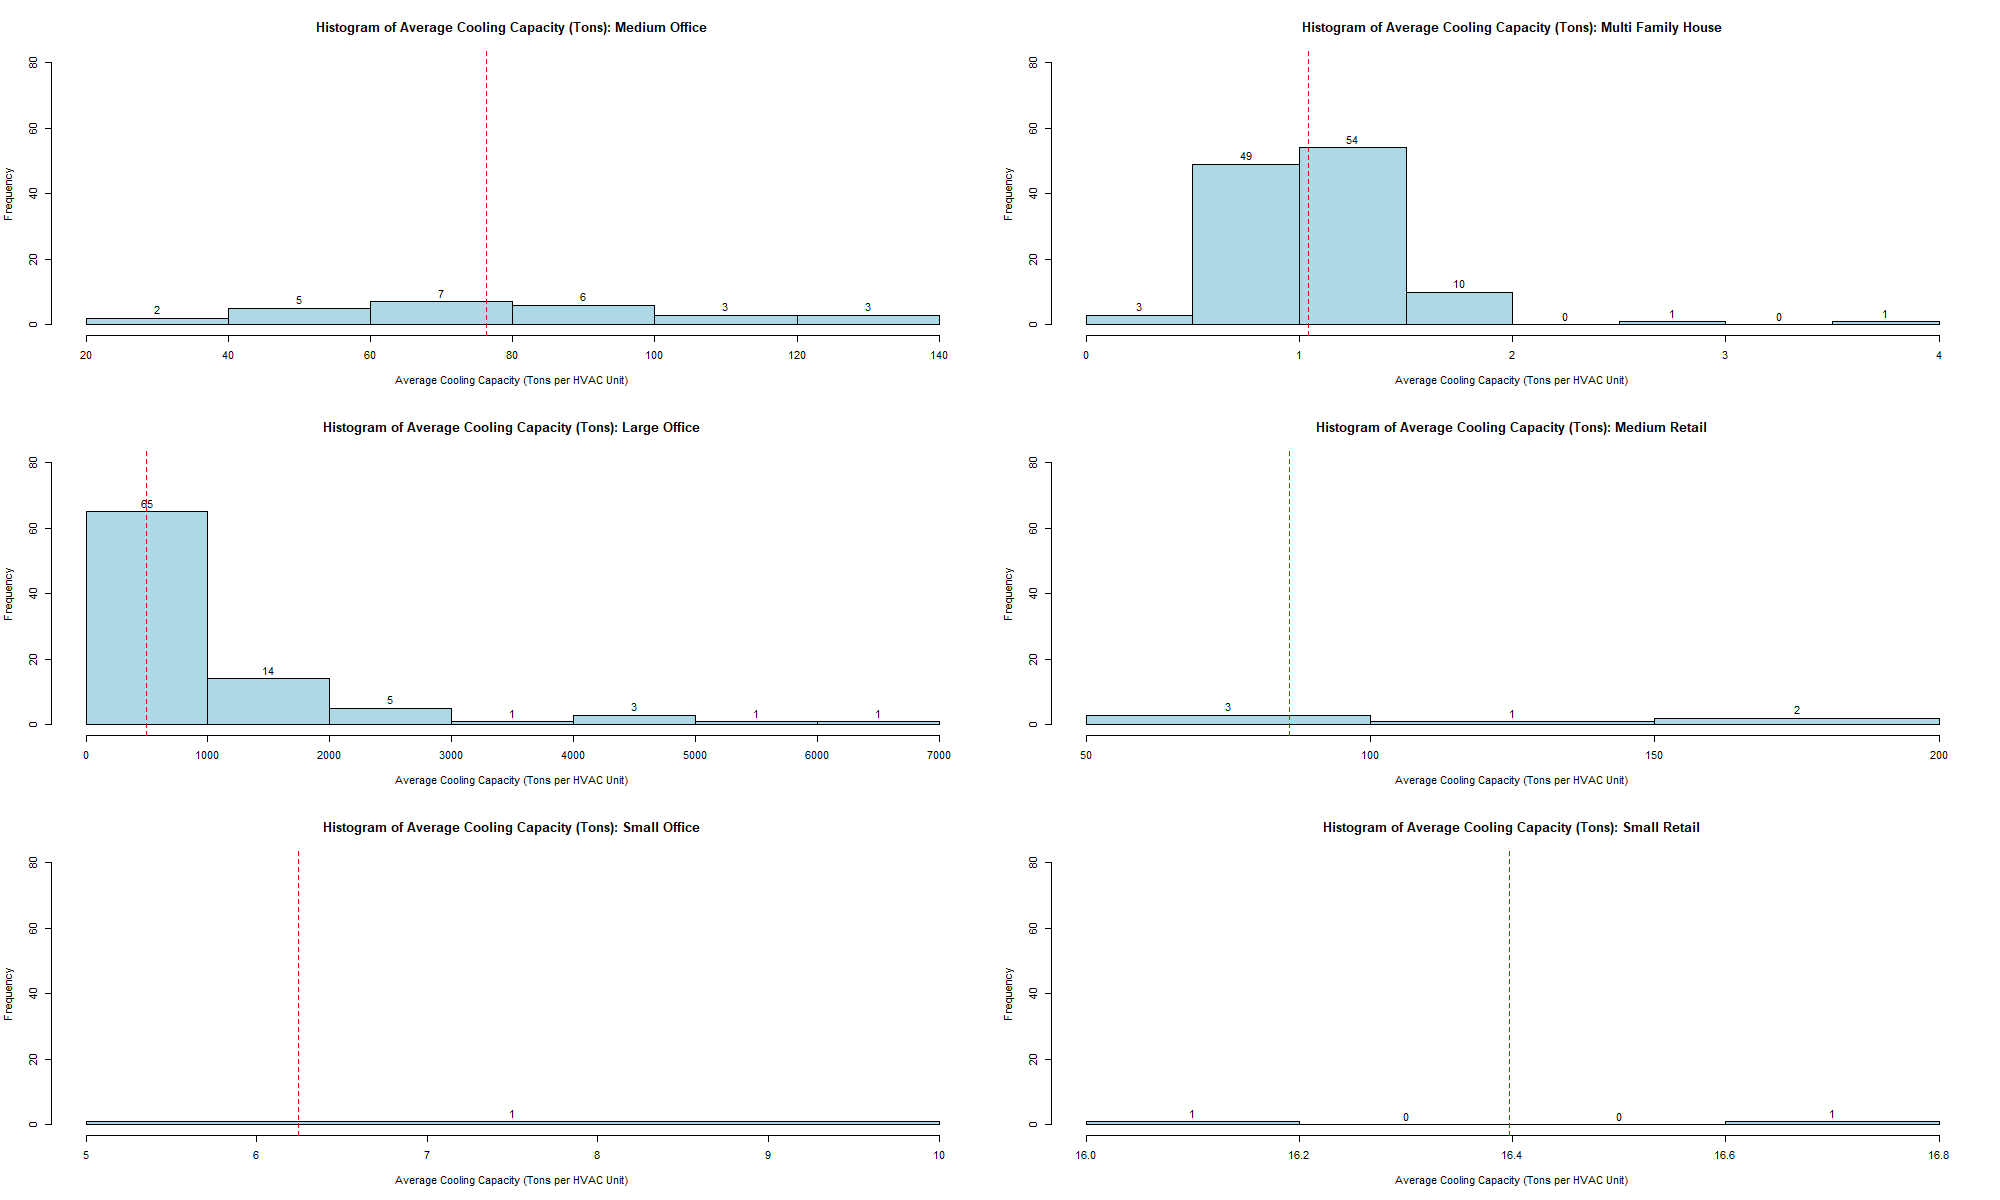 Histogram of Average Cooling Capacity (Tons): Medium Office
Frequency
0 20 40 60 80
2 5 7 6 3 3
20 40 60 80 100 120 140
Average Cooling Capacity (Tons per HVAC Unit)
Histogram of Average Cooling Capacity (Tons): Multi Family House
Frequency
0 20 40 60 80
3 49 54 10 0 1 0 1
0 1 2 3 4
Average Cooling Capacity (Tons per HVAC Unit)
Histogram of Average Cooling Capacity (Tons): Large Office
Frequency
0 20 40 60 80
65 14 5 1 3 1 1
0 1000 2000 3000 4000 5000 6000 7000
Average Cooling Capacity (Tons per HVAC Unit)
Histogram of Average Cooling Capacity (Tons): Medium Retail
Frequency
0 20 40 60 80
3 1 2
50 100 150 200
Average Cooling Capacity (Tons per HVAC Unit)
Histogram of Average Cooling Capacity (Tons): Small Office
Frequency
0 20 40 60 80
1
5 6 7 8 9 10
Average Cooling Capacity (Tons per HVAC Unit)
Histogram of Average Cooling Capacity (Tons): Small Retail
Frequency
0 20 40 60 80
1 0 0 1
16.0 16.2 16.4 16.6 16.8
Average Cooling Capacity (Tons per HVAC Unit)